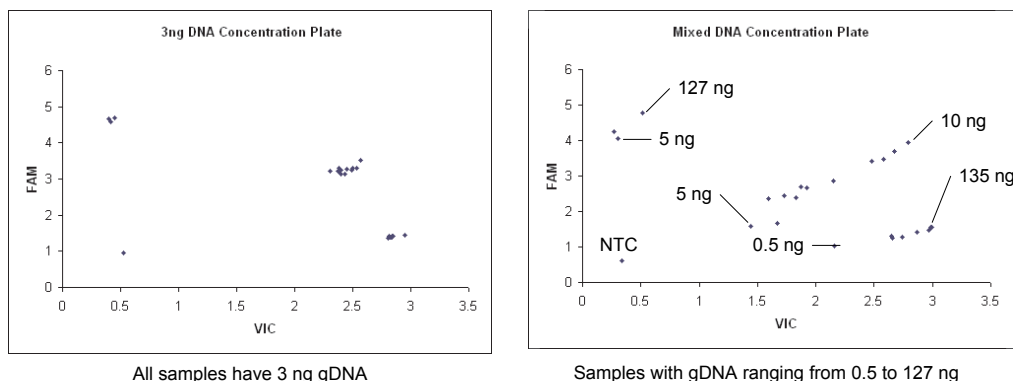 3ng DNA Concentration Plate
FAM
6
5
4
3
2
1
0
0 0.5 1 1.5 2 2.5 3 3.5
VIC
All samples have 3 ng gDNA
Mixed DNA Concentration Plate
FAM
6
5
4
3
2
1
0
127 ng
5 ng
10 ng
135 ng
5 ng
0.5 ng
NTC
0 0.5 1 1.5 2 2.5 3 3.5
VIC
Samples with gDNA ranging from 0.5 to 127 ng